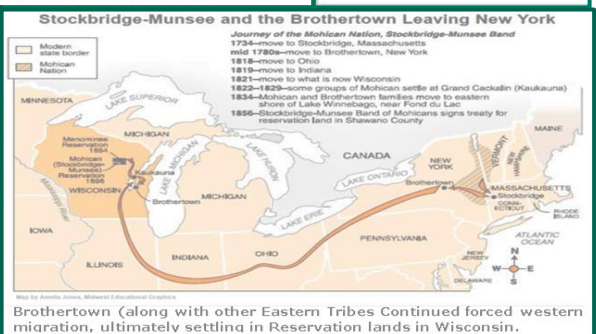 Stockbridge-Munsee and the Brothertown Leaving New York
Modern
state border
Mohican
Nation
Journey of the Mohican Nation, Stockbridge-Munsee Band
1734—move to Stockbridge, Massachusetts
mid 1780s—move to Brothertown, New York
1818—move to Ohio
1819—move to Indiana
1821—move to what is now Wisconsin
1822–1829—some groups of Mohican settle at Grand Cackalin (Kaukauna)
1834—Mohican and Brothertown families move to eastern
shore of Lake Winnebago, near Fond du Lac
1856—Stockbridge-Munsee Band of Mohicans signs treaty for
reservation land in Shawano County
MINNESOTA
LAKE SUPERIOR
MICHIGAN
Menominee
Reservation
1854
Mohican
(Stockbridge-
Munsee)
Reservation
1856
WISCONSIN
Kaukauna
Brothertown
LAKE MICHIGAN
LAKE HURON
MICHIGAN
CANADA
LAKE ONTARIO
LAKE ERIE
NEW
YORK
Brothertown
VERMONT
NEW
HAMPSHIRE
MAINE
MASSACHUSETTS
Stockbridge
CONN-
ECTICUT
RHODE
ISLAND
ATLANTIC
OCEAN
Mississippi River
IOWA
ILLINOIS
INDIANA
OHIO
PENNSYLVANIA
NEW
JERSEY
DELAWARE
N
W
E
S
Map by Amelia Janes, Midwest Educational Graphics
Brothertown (along with other Eastern Tribes Continued forced western
migration, ultimately settling in Reservation lands in Wisconsin.